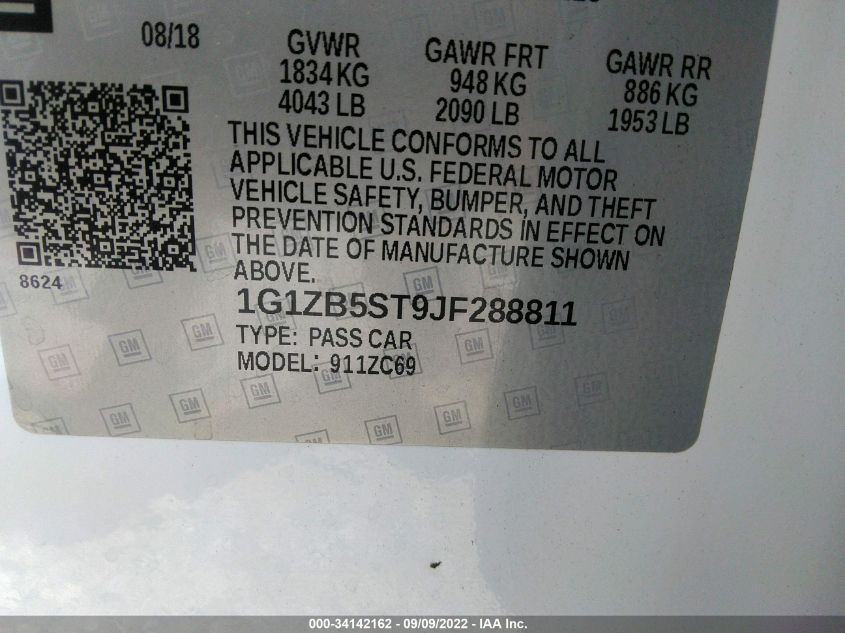 08/18 GVWR GAWR FRT GAWR RR
1834 KG 948 KG 886 KG
4043 LB 2090 LB 1953 LB
THIS VEHICLE CONFORMS TO ALL
APPLICABLE U.S. FEDERAL MOTOR
VEHICLE SAFETY, BUMPER, AND THEFT
PREVENTION STANDARDS IN EFFECT ON
THE DATE OF MANUFACTURE SHOWN
ABOVE.
8624
1G1ZB5ST9JF288811
TYPE: PASS CAR
MODEL: 911ZC69
GM
000-34142162 - 09/09/2022 - IAA Inc.